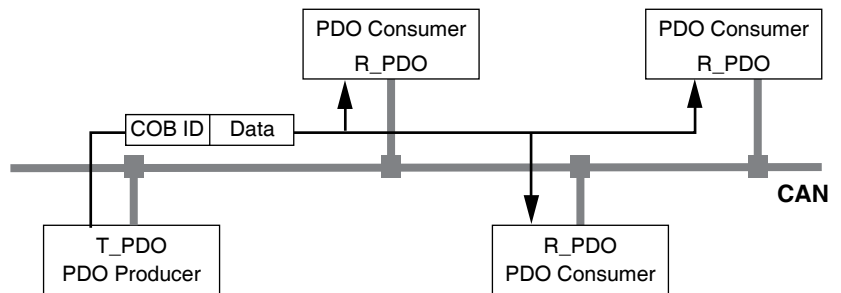 PDO Consumer
R_PDO
PDO Consumer
R_PDO
COB ID
Data
CAN
T_PDO
PDO Producer
R_PDO
PDO Consumer